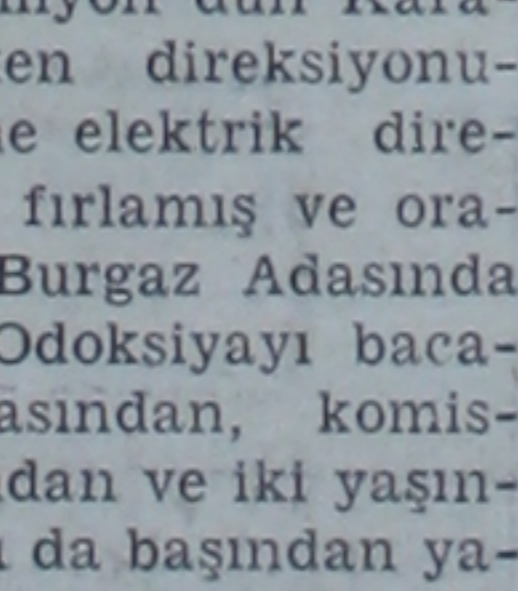 direksiyonu-
elektrik dire-
fırlamış ve ora-
Burgaz Adasında
Odoksiyayı baca-
asından, komis-
dan ve iki yaşın-
da başından ya-